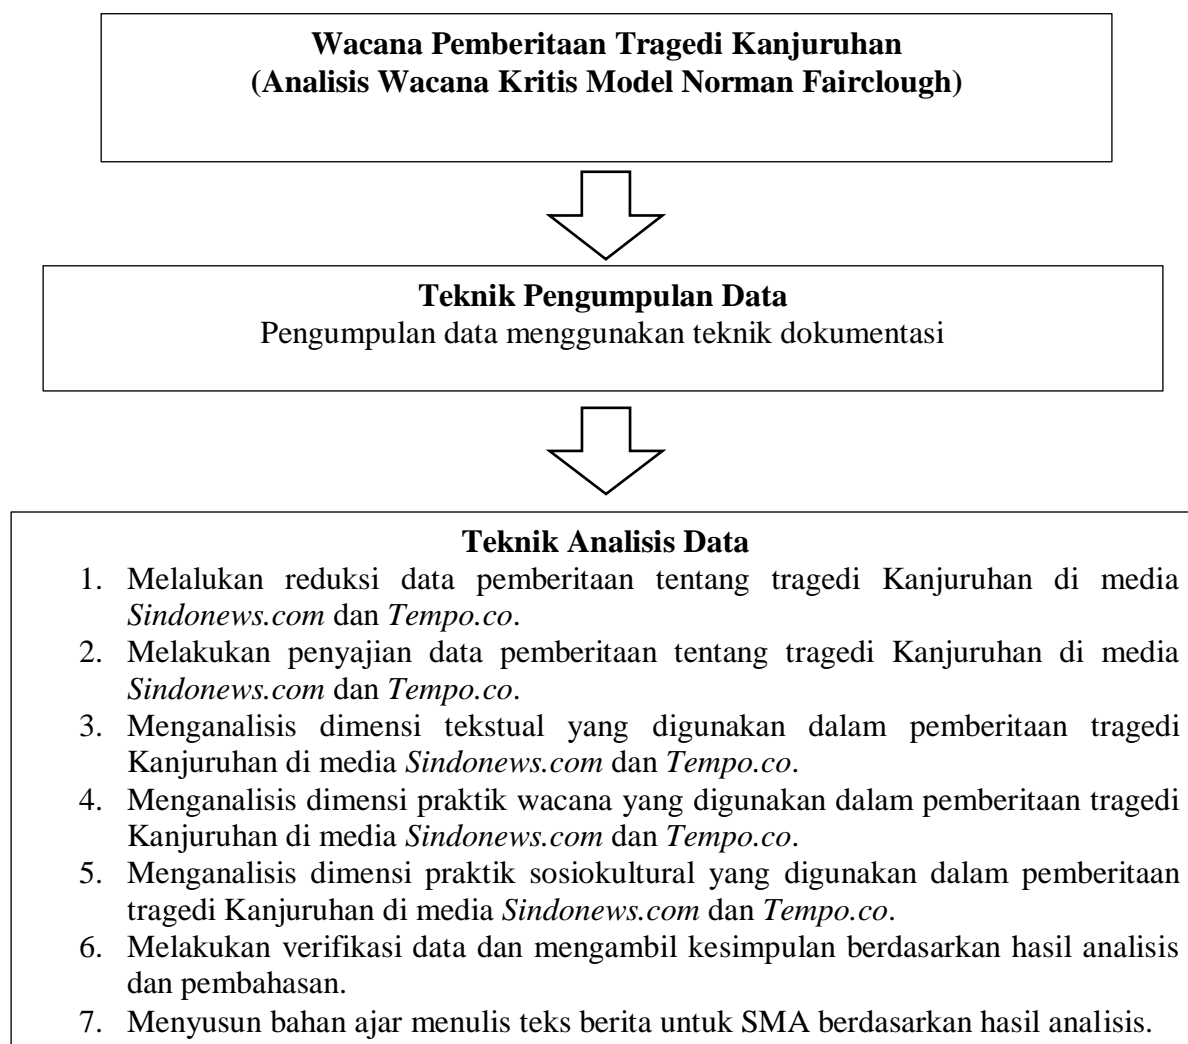 Wacana Pemberitaan Tragedi Kanjuruhan
(Analisis Wacana Kritis Model Norman Fairclough)
Teknik Pengumpulan Data
Pengumpulan data menggunakan teknik dokumentasi
Teknik Analisis Data
1. Melalukan reduksi data pemberitaan tentang tragedi Kanjuruhan di media
Sindonews.com dan Tempo.co.
2. Melakukan penyajian data pemberitaan tentang tragedi Kanjuruhan di media
Sindonews.com dan Tempo.co.
3. Menganalisis dimensi tekstual yang digunakan dalam pemberitaan tragedi
Kanjuruhan di media Sindonews.com dan Tempo.co.
4. Menganalisis dimensi praktik wacana yang digunakan dalam pemberitaan tragedi
Kanjuruhan di media Sindonews.com dan Tempo.co.
5. Menganalisis dimensi praktik sosiokultural yang digunakan dalam pemberitaan
tragedi Kanjuruhan di media Sindonews.com dan Tempo.co.
6. Melakukan verifikasi data dan mengambil kesimpulan berdasarkan hasil analisis
dan pembahasan.
7. Menyusun bahan ajar menulis teks berita untuk SMA berdasarkan hasil analisis.